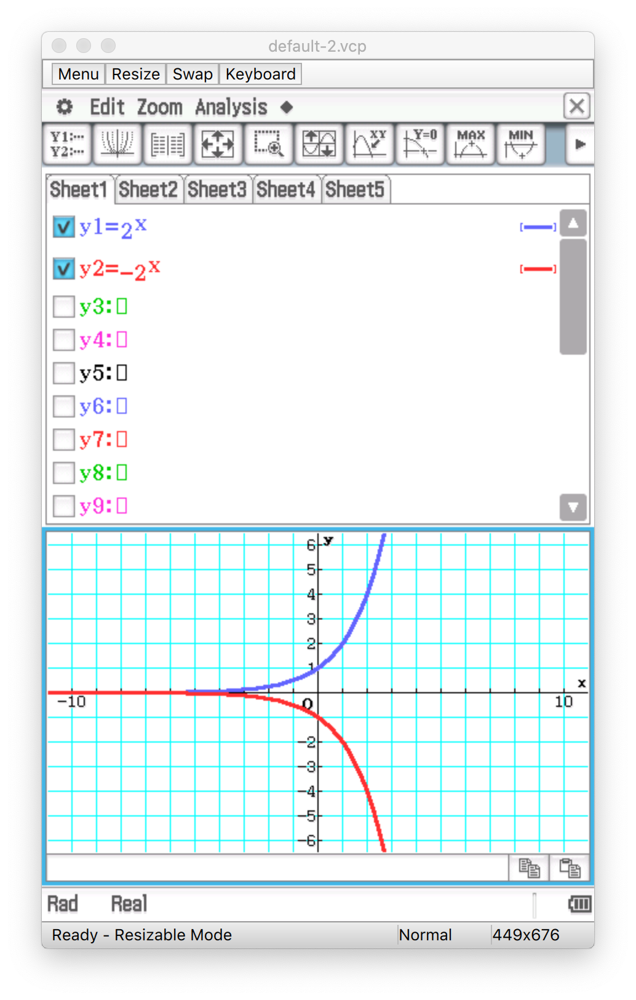 default-2.vcp
Menu Resize Swap Keyboard
Edit Zoom Analysis
Y1:··· Y2:··· XY Y=0 MAX MIN
Sheet1 Sheet2 Sheet3 Sheet4 Sheet5
y1=2^x
y2=-2^x
y3:
y4:
y5:
y6:
y7:
y8:
y9:
6 y
5
4
3
2
1
x
-10 O 10
-2
-3
-4
-5
-6
Rad Real
Ready - Resizable Mode Normal 449x676